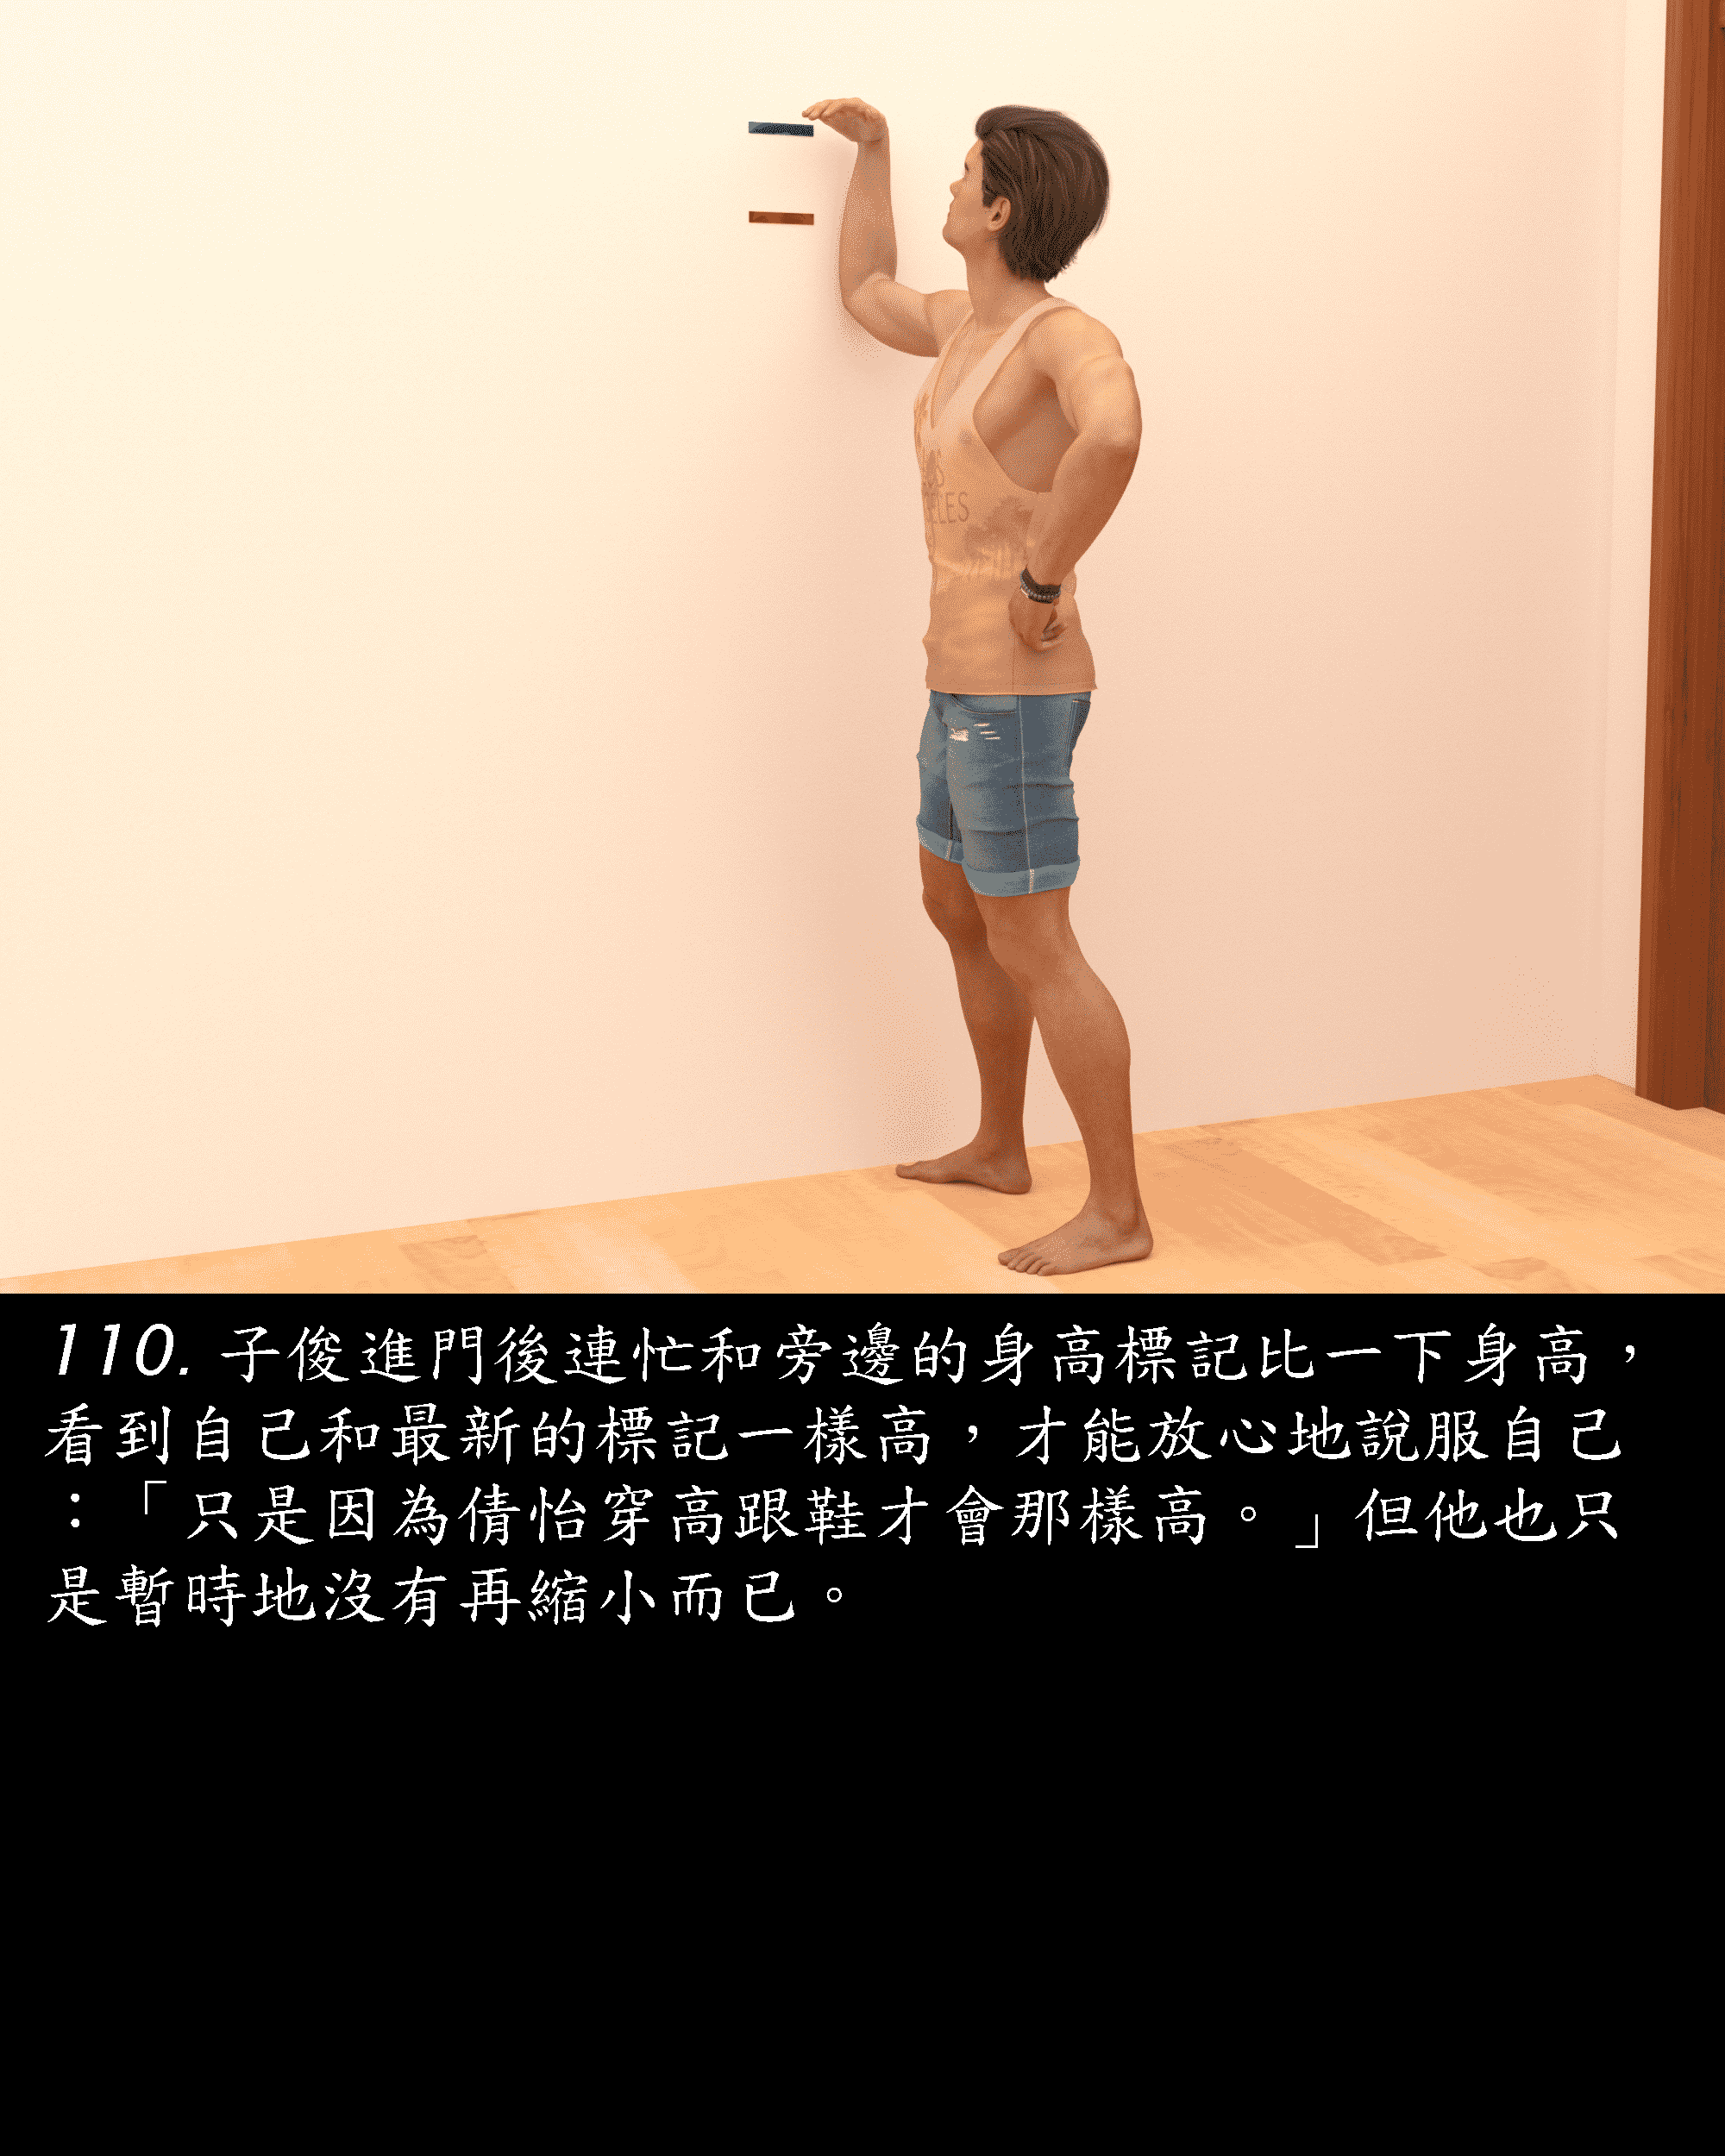 LOS
ELES
110. 子俊進門後連忙和旁邊的身高標記比一下身高，
看到自己和最新的標記一樣高，才能放心地說服自己
：「只是因為倩怡穿高跟鞋才會那樣高。」但他也只
是暫時地沒有再縮小而已。